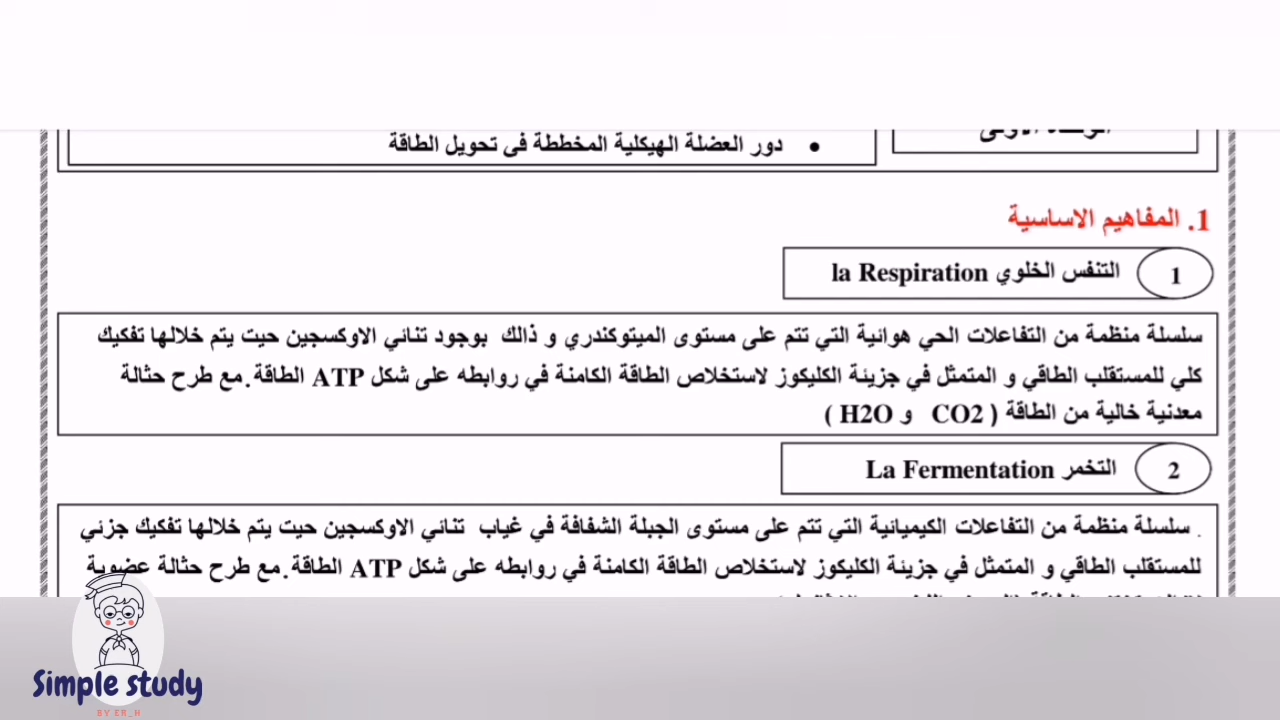 • دور العضلة الهيكلية المخططة في تحويل الطاقة
1. المفاهيم الاساسية
1 التنفس الخلوي la Respiration
سلسلة منظمة من التفاعلات الحي هوائية التي تتم على مستوى الميتوكندري و ذالك بوجود تنائي الاوكسجين حيت يتم خلالها تفكيك
كلي للمستقلب الطاقي و المتمثل في جزيئة الكليكوز لاستخلاص الطاقة الكامنة في روابطه على شكل ATP الطاقة.مع طرح حثالة
معدنية خالية من الطاقة ( CO2 و H2O )
2 التخمر La Fermentation
. سلسلة منظمة من التفاعلات الكيميائية التي تتم على مستوى الجبلة الشفافة في غياب تنائي الاوكسجين حيت يتم خلالها تفكيك جزئي
للمستقلب الطاقي و المتمثل في جزيئة الكليكوز لاستخلاص الطاقة الكامنة في روابطه على شكل ATP الطاقة.مع طرح حثالة عضوية
Simple study
BY ER_H